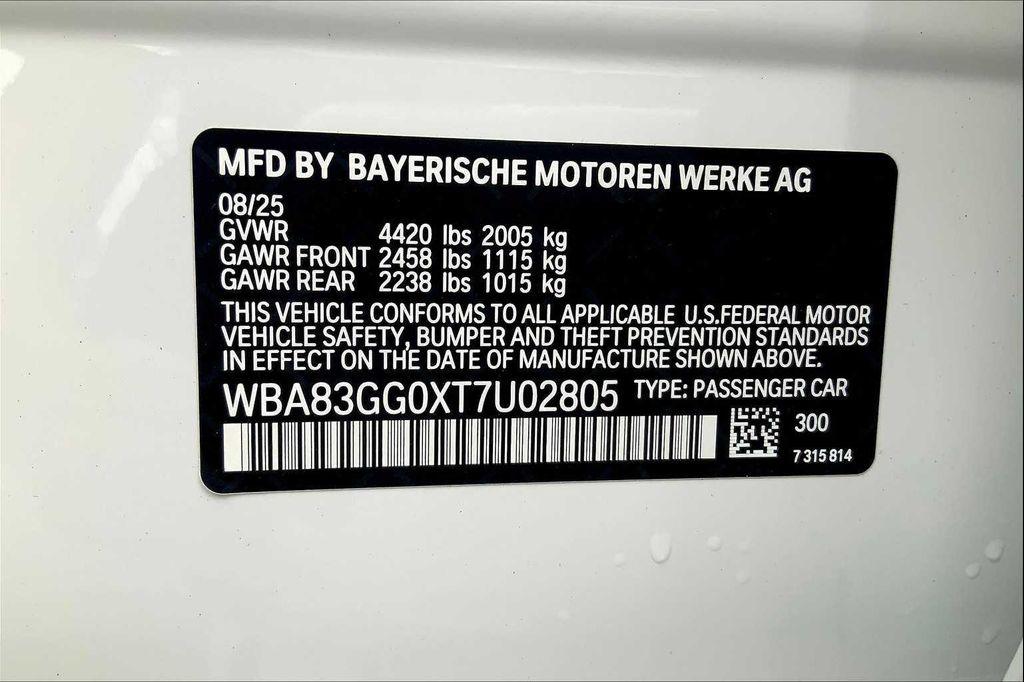 MFD BY BAYERISCHE MOTOREN WERKE AG
08/25
GVWR 4420 lbs 2005 kg
GAWR FRONT 2458 lbs 1115 kg
GAWR REAR 2238 lbs 1015 kg
THIS VEHICLE CONFORMS TO ALL APPLICABLE U.S.FEDERAL MOTOR
VEHICLE SAFETY, BUMPER AND THEFT PREVENTION STANDARDS
IN EFFECT ON THE DATE OF MANUFACTURE SHOWN ABOVE.
WBA83GG0XT7U02805 TYPE: PASSENGER CAR
300
7 315 814